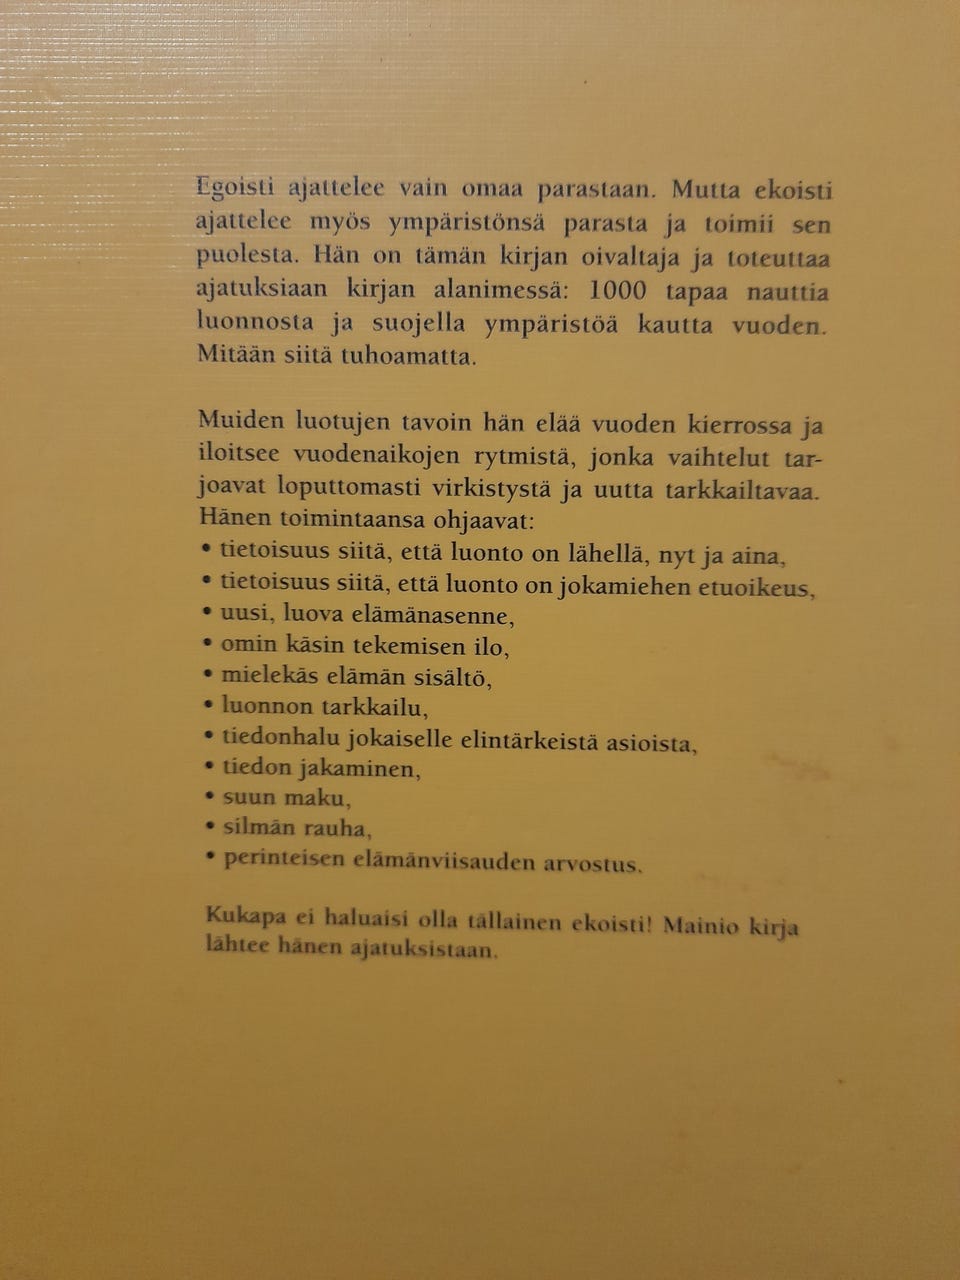 Egoisti ajattelee vain omaa parastaan. Mutta ekoisti
ajattelee myös ympäristönsä parasta ja toimii sen
puolesta. Hän on tämän kirjan oivaltaja ja toteuttaa
ajatuksiaan kirjan alanimessä: 1000 tapaa nauttia
luonnosta ja suojella ympäristöä kautta vuoden.
Mitään siitä tuhoamatta.
Muiden luotujen tavoin hän elää vuoden kierrossa ja
iloitsee vuodenaikojen rytmistä, jonka vaihtelut tar-
joavat loputtomasti virkistystä ja uutta tarkkailtavaa.
Hänen toimintaansa ohjaavat:
• tietoisuus siitä, että luonto on lähellä, nyt ja aina,
• tietoisuus siitä, että luonto on jokamiehen etuoikeus,
• uusi, luova elämänasenne,
• omin käsin tekemisen ilo,
• mielekäs elämän sisältö,
• luonnon tarkkailu,
• tiedonhalu jokaiselle elintärkeistä asioista,
• tiedon jakaminen,
• suun maku,
• silmän rauha,
• perinteisen elämänviisauden arvostus.
Kukapa ei haluaisi olla tällainen ekoisti! Mainio kirja
lähtee hänen ajatuksistaan.